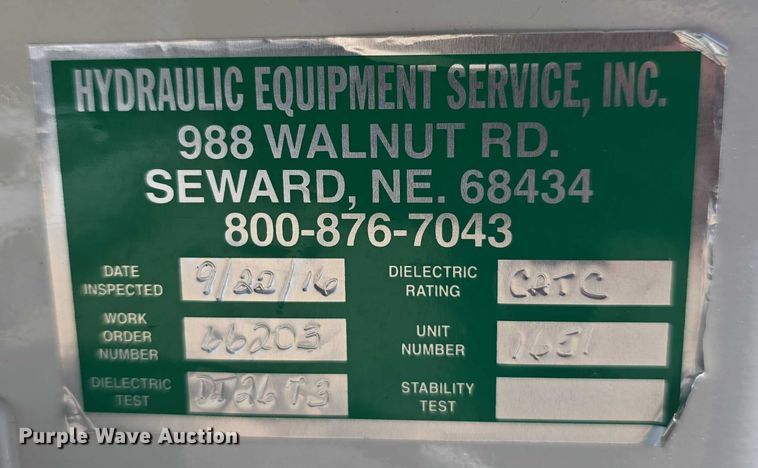 HYDRAULIC EQUIPMENT SERVICE, INC.
988 WALNUT RD.
SEWARD, NE. 68434
800-876-7043
DATE INSPECTED 9/22/16 DIELECTRIC RATING CATC
WORK ORDER NUMBER 66203 UNIT NUMBER 1651
DIELECTRIC TEST STABILITY TEST
Purple Wave Auction